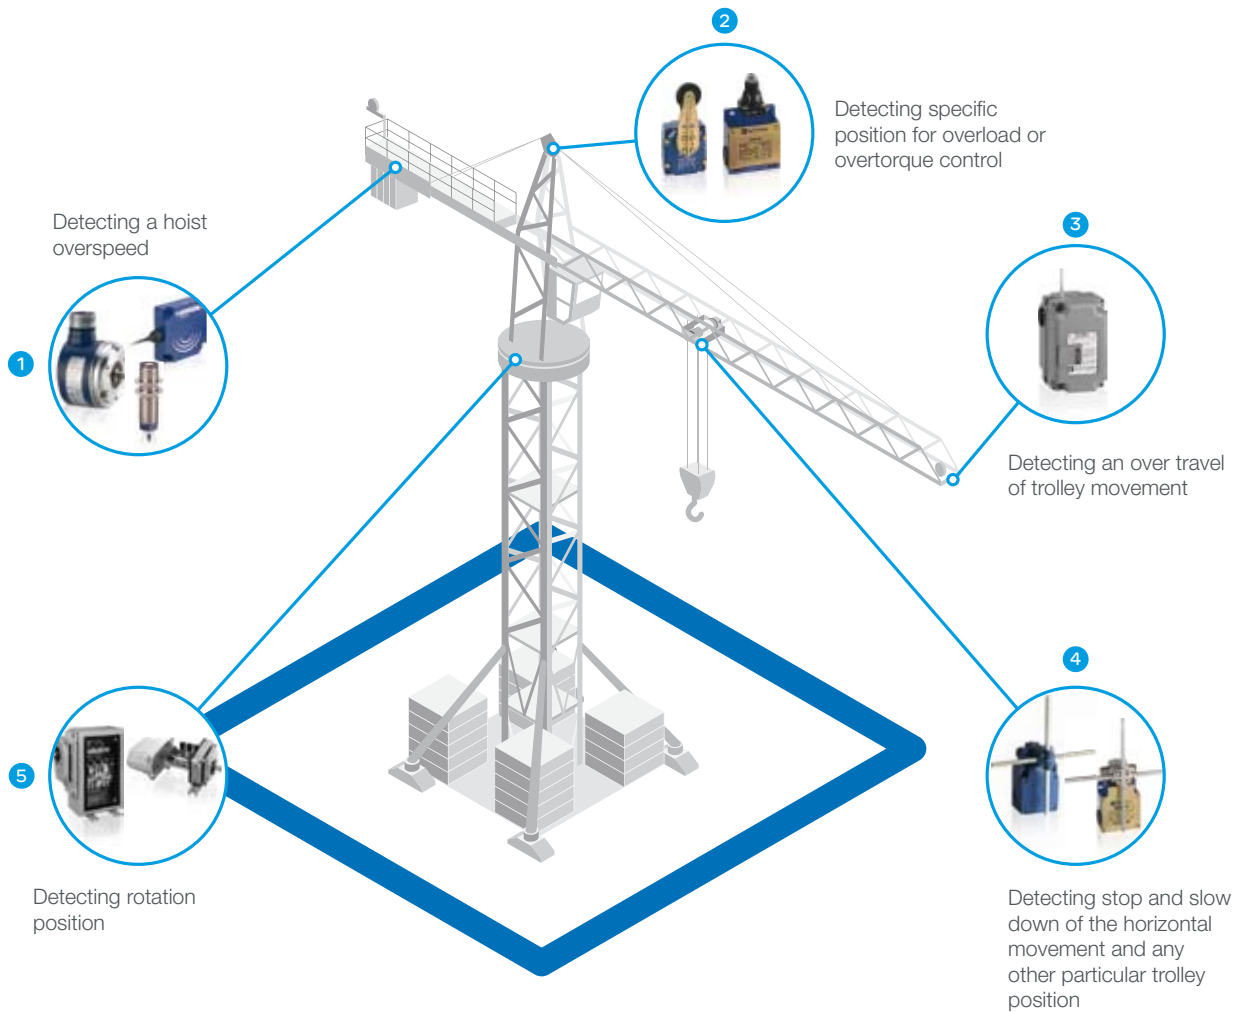 2
Detecting specific
position for overload or
overtorque control
Detecting a hoist
overspeed
1
3
Detecting an over travel
of trolley movement
4
Detecting stop and slow
down of the horizontal
movement and any
other particular trolley
position
5
Detecting rotation
position